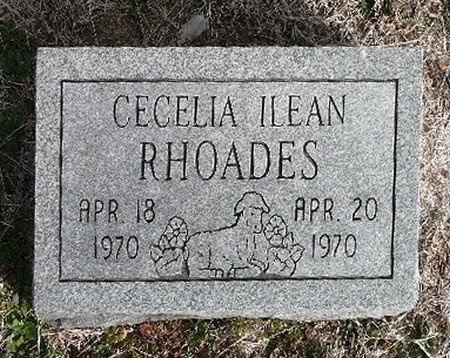 CECELIA ILEAN
RHOADES
APR. 18 APR. 20
1970 1970